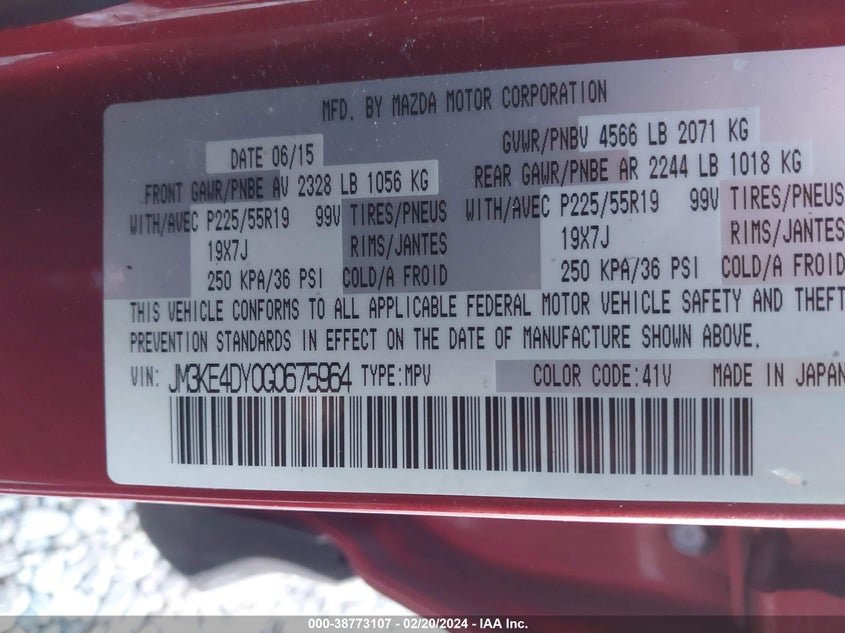 MFD. BY MAZDA MOTOR CORPORATION
DATE 06/15 GVWR/PNBV 4566 LB 2071 KG
FRONT GAWR/PNBE AV 2328 LB 1056 KG REAR GAWR/PNBE AR 2244 LB 1018 KG
WITH/AVEC P225/55R19 99V TIRES/PNEUS WITH/AVEC P225/55R19 99V TIRES/PNEUS
19X7J RIMS/JANTES 19X7J RIMS/JANTES
250 KPA/36 PSI COLD/A FROID 250 KPA/36 PSI COLD/A FROID
THIS VEHICLE CONFORMS TO ALL APPLICABLE FEDERAL MOTOR VEHICLE SAFETY AND THEFT
PREVENTION STANDARDS IN EFFECT ON THE DATE OF MANUFACTURE SHOWN ABOVE.
VIN: JM3KE4DY0G0675964 TYPE:MPV COLOR CODE:41V MADE IN JAPAN
000-38773107 - 02/20/2024 - IAA Inc.